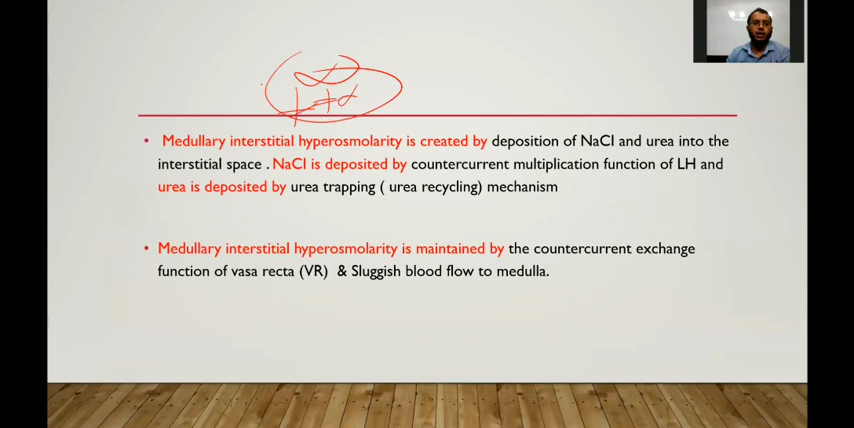 • Medullary interstitial hyperosmolarity is created by deposition of NaCl and urea into the
interstitial space . NaCl is deposited by countercurrent multiplication function of LH and
urea is deposited by urea trapping ( urea recycling) mechanism
• Medullary interstitial hyperosmolarity is maintained by the countercurrent exchange
function of vasa recta (VR) & Sluggish blood flow to medulla.